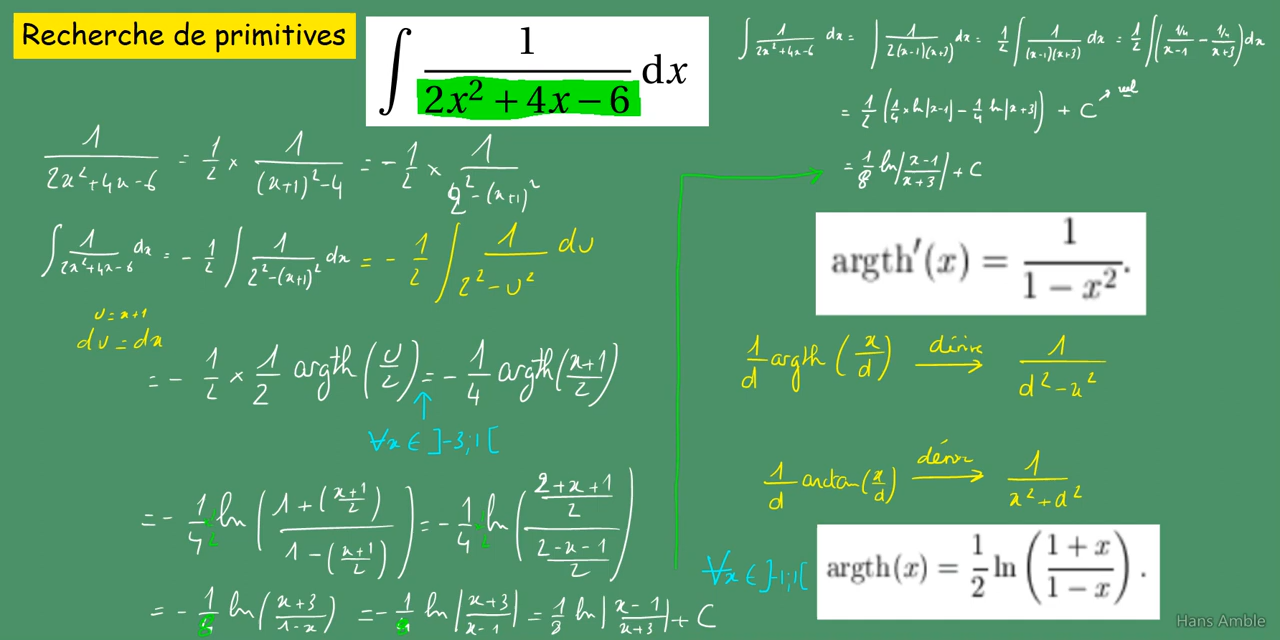 Recherche de primitives
∫ 1/(2x² + 4x − 6) dx
1/(2x²+4x−6) = 1/2 × 1/((x+1)²−4) = −1/2 × 1/(2²−(x+1)²)
∫ 1/(2x²+4x−6) dx = −1/2 ∫ 1/(2²−(x+1)²) dx = −1/2 ∫ 1/(2²−U²) dU
U = x+1
dU = dx
= −1/2 × 1/2 argth(U/2) = −1/4 argth((x+1)/2)
∀x ∈ ]-3;1[
= −1/4 1/2 ln((1+((x+1)/2))/(1−((x+1)/2))) = −1/4 1/2 ln(((2+x+1)/2)/((2−x−1)/2))
= −1/8 ln((x+3)/(1−x)) = −1/8 ln|(x+3)/(x−1)| = 1/8 ln|(x−1)/(x+3)| + C
∫ 1/(2x²+4x−6) dx = ∫ 1/(2(x−1)(x+3)) dx = 1/2 ∫ 1/((x−1)(x+3)) dx = 1/2 ∫ ((1/4)/(x−1) − (1/4)/(x+3)) dx
= 1/2 (1/4 × ln|x−1| − 1/4 ln|x+3|) + C → réel
= 1/8 ln|(x−1)/(x+3)| + C
argth′(x) = 1/(1 − x²).
1/d argth(x/d) dérive → 1/(d²−x²)
1/d arctan(x/d) dérive → 1/(x²+d²)
∀x ∈ ]-1;1[ argth(x) = 1/2 ln((1 + x)/(1 − x)).
Hans Amble